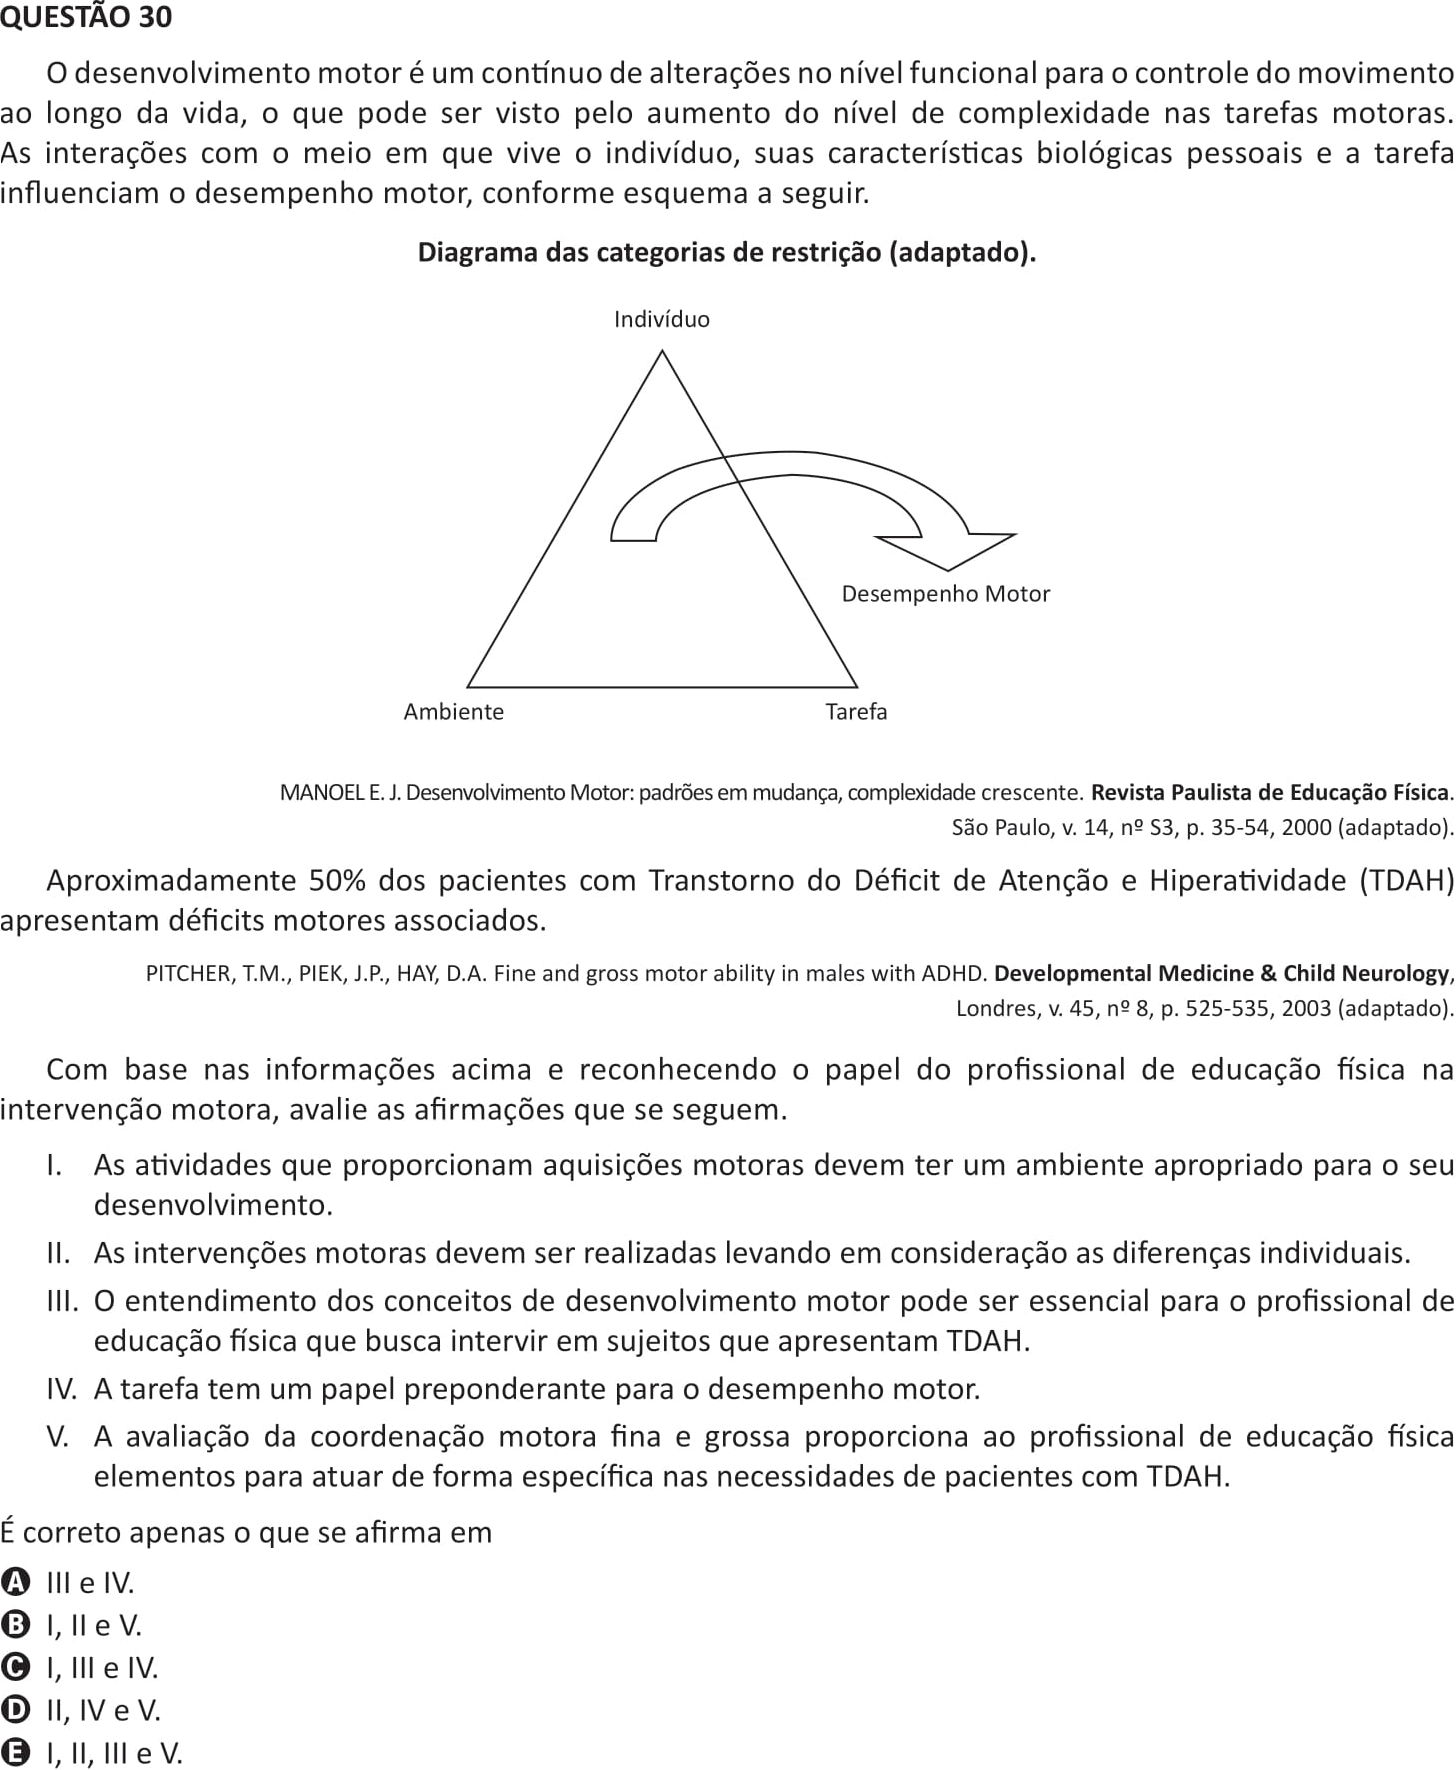 QUESTÃO 30
O desenvolvimento motor é um contínuo de alterações no nível funcional para o controle do movimento
ao longo da vida, o que pode ser visto pelo aumento do nível de complexidade nas tarefas motoras.
As interações com o meio em que vive o indivíduo, suas características biológicas pessoais e a tarefa
influenciam o desempenho motor, conforme esquema a seguir.
Diagrama das categorias de restrição (adaptado).
Indivíduo
Desempenho Motor
Ambiente
Tarefa
MANOEL E. J. Desenvolvimento Motor: padrões em mudança, complexidade crescente. Revista Paulista de Educação Física.
São Paulo, v. 14, nº S3, p. 35-54, 2000 (adaptado).
Aproximadamente 50% dos pacientes com Transtorno do Déficit de Atenção e Hiperatividade (TDAH)
apresentam déficits motores associados.
PITCHER, T.M., PIEK, J.P., HAY, D.A. Fine and gross motor ability in males with ADHD. Developmental Medicine & Child Neurology,
Londres, v. 45, nº 8, p. 525-535, 2003 (adaptado).
Com base nas informações acima e reconhecendo o papel do profissional de educação física na
intervenção motora, avalie as afirmações que se seguem.
I. As atividades que proporcionam aquisições motoras devem ter um ambiente apropriado para o seu
desenvolvimento.
II. As intervenções motoras devem ser realizadas levando em consideração as diferenças individuais.
III. O entendimento dos conceitos de desenvolvimento motor pode ser essencial para o profissional de
educação física que busca intervir em sujeitos que apresentam TDAH.
IV. A tarefa tem um papel preponderante para o desempenho motor.
V. A avaliação da coordenação motora fina e grossa proporciona ao profissional de educação física
elementos para atuar de forma específica nas necessidades de pacientes com TDAH.
É correto apenas o que se afirma em
A III e IV.
B I, II e V.
C I, III e IV.
D II, IV e V.
E I, II, III e V.